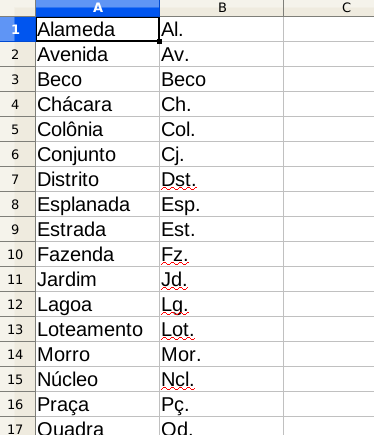 A B C
1 Alameda Al.
2 Avenida Av.
3 Beco Beco
4 Chácara Ch.
5 Colônia Col.
6 Conjunto Cj.
7 Distrito Dst.
8 Esplanada Esp.
9 Estrada Est.
10 Fazenda Fz.
11 Jardim Jd.
12 Lagoa Lg.
13 Loteamento Lot.
14 Morro Mor.
15 Núcleo Ncl.
16 Praça Pç.
17 Quadra Qd.